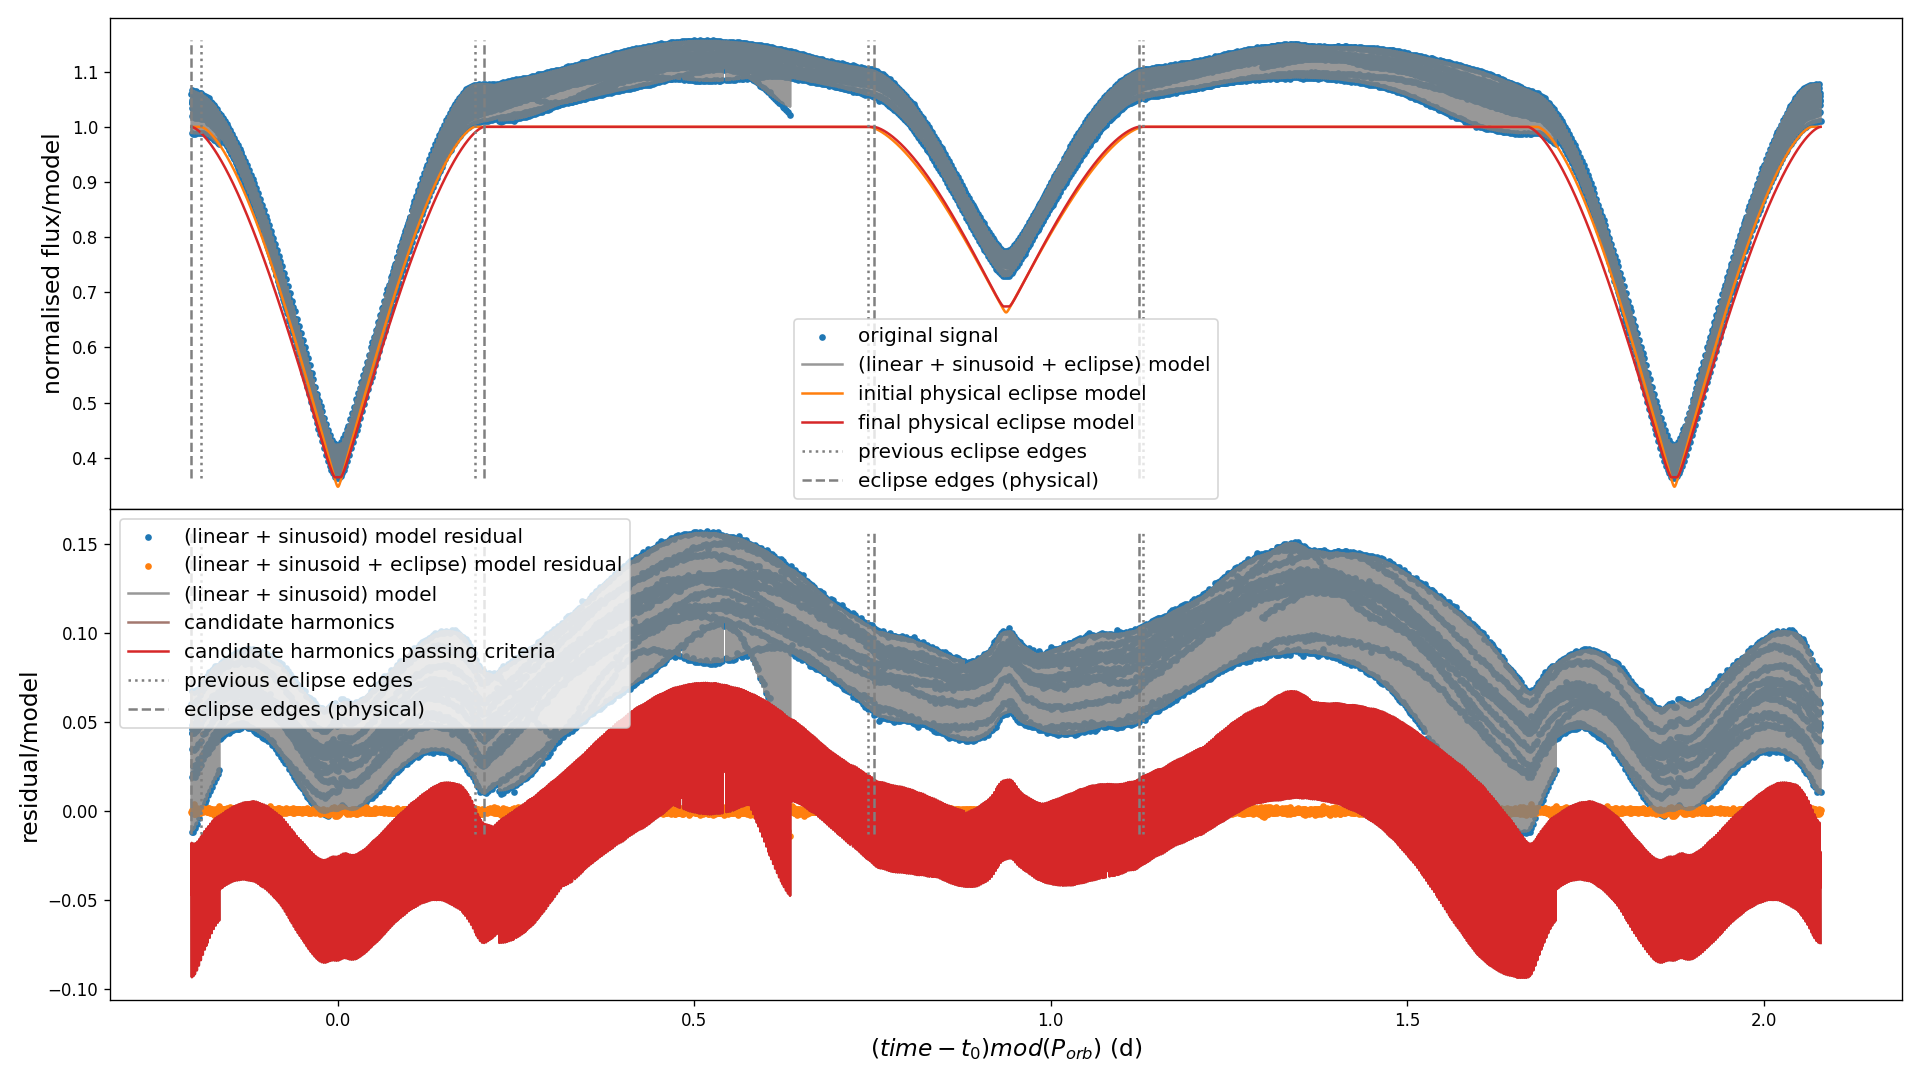 normalised flux/model
1.1
1.0
0.9
0.8
0.7
0.6
0.5
0.4
original signal
(linear + sinusoid + eclipse) model
initial physical eclipse model
final physical eclipse model
previous eclipse edges
eclipse edges (physical)
residual/model
0.15
0.10
0.05
0.00
−0.05
−0.10
(linear + sinusoid) model residual
(linear + sinusoid + eclipse) model residual
(linear + sinusoid) model
candidate harmonics
candidate harmonics passing criteria
previous eclipse edges
eclipse edges (physical)
0.0 0.5 1.0 1.5 2.0
(time − t₀)mod(Pₒᵣb) (d)